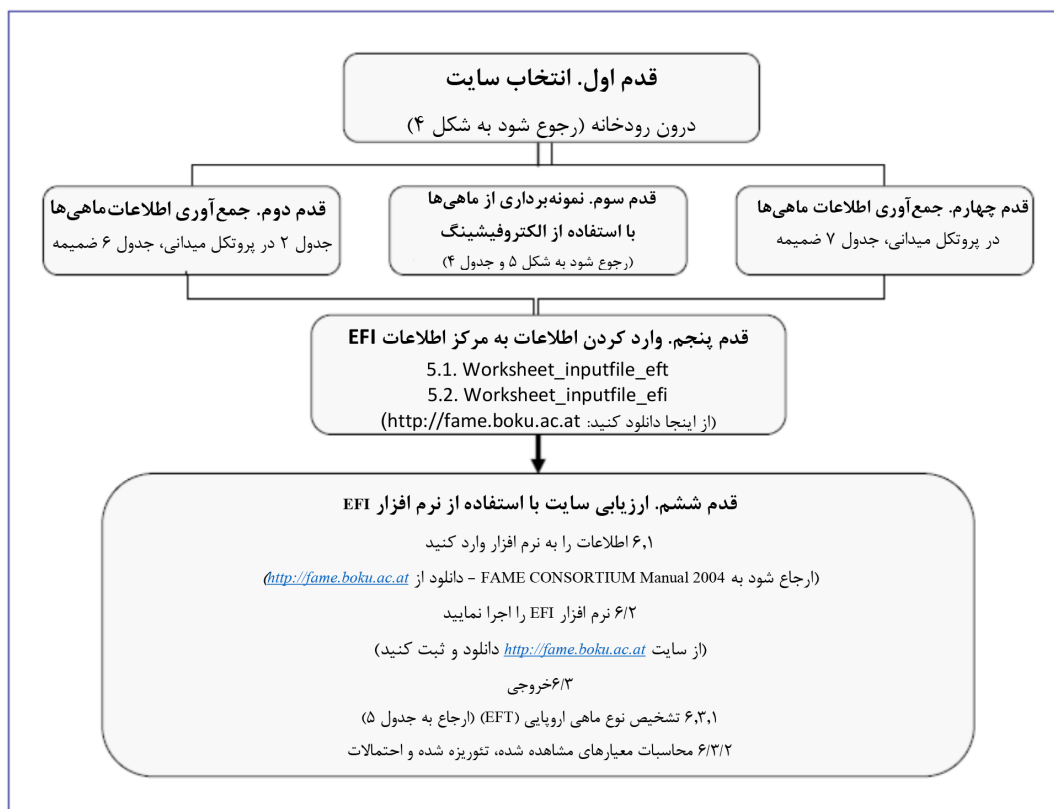 قدم اول. انتخاب سایت
درون رودخانه (رجوع شود به شکل ۴)
قدم دوم. جمع‌آوری اطلاعات ماهی‌ها
جدول ۲ در پروتکل میدانی، جدول ۶ ضمیمه
قدم سوم. نمونه‌برداری از ماهی‌ها
با استفاده از الکتروفیشینگ
(رجوع شود به شکل ۵ و جدول ۴)
قدم چهارم. جمع‌آوری اطلاعات ماهی‌ها
در پروتکل میدانی، جدول ۷ ضمیمه
قدم پنجم. وارد کردن اطلاعات به مرکز اطلاعات EFI
5.1. Worksheet_inputfile_eft
5.2. Worksheet_inputfile_efi
(از اینجا دانلود کنید: http://fame.boku.ac.at)
قدم ششم. ارزیابی سایت با استفاده از نرم افزار EFI
۶,۱ اطلاعات را به نرم افزار وارد کنید
(ارجاع شود به FAME CONSORTIUM Manual 2004 – دانلود از http://fame.boku.ac.at)
۶/۲ نرم افزار EFI را اجرا نمایید
(از سایت http://fame.boku.ac.at دانلود و ثبت کنید)
۶/۳خروجی
۶,۳,۱ تشخیص نوع ماهی اروپایی (EFT) (ارجاع به جدول ۵)
۶/۳/۲ محاسبات معیارهای مشاهده شده، تئوریزه شده و احتمالات